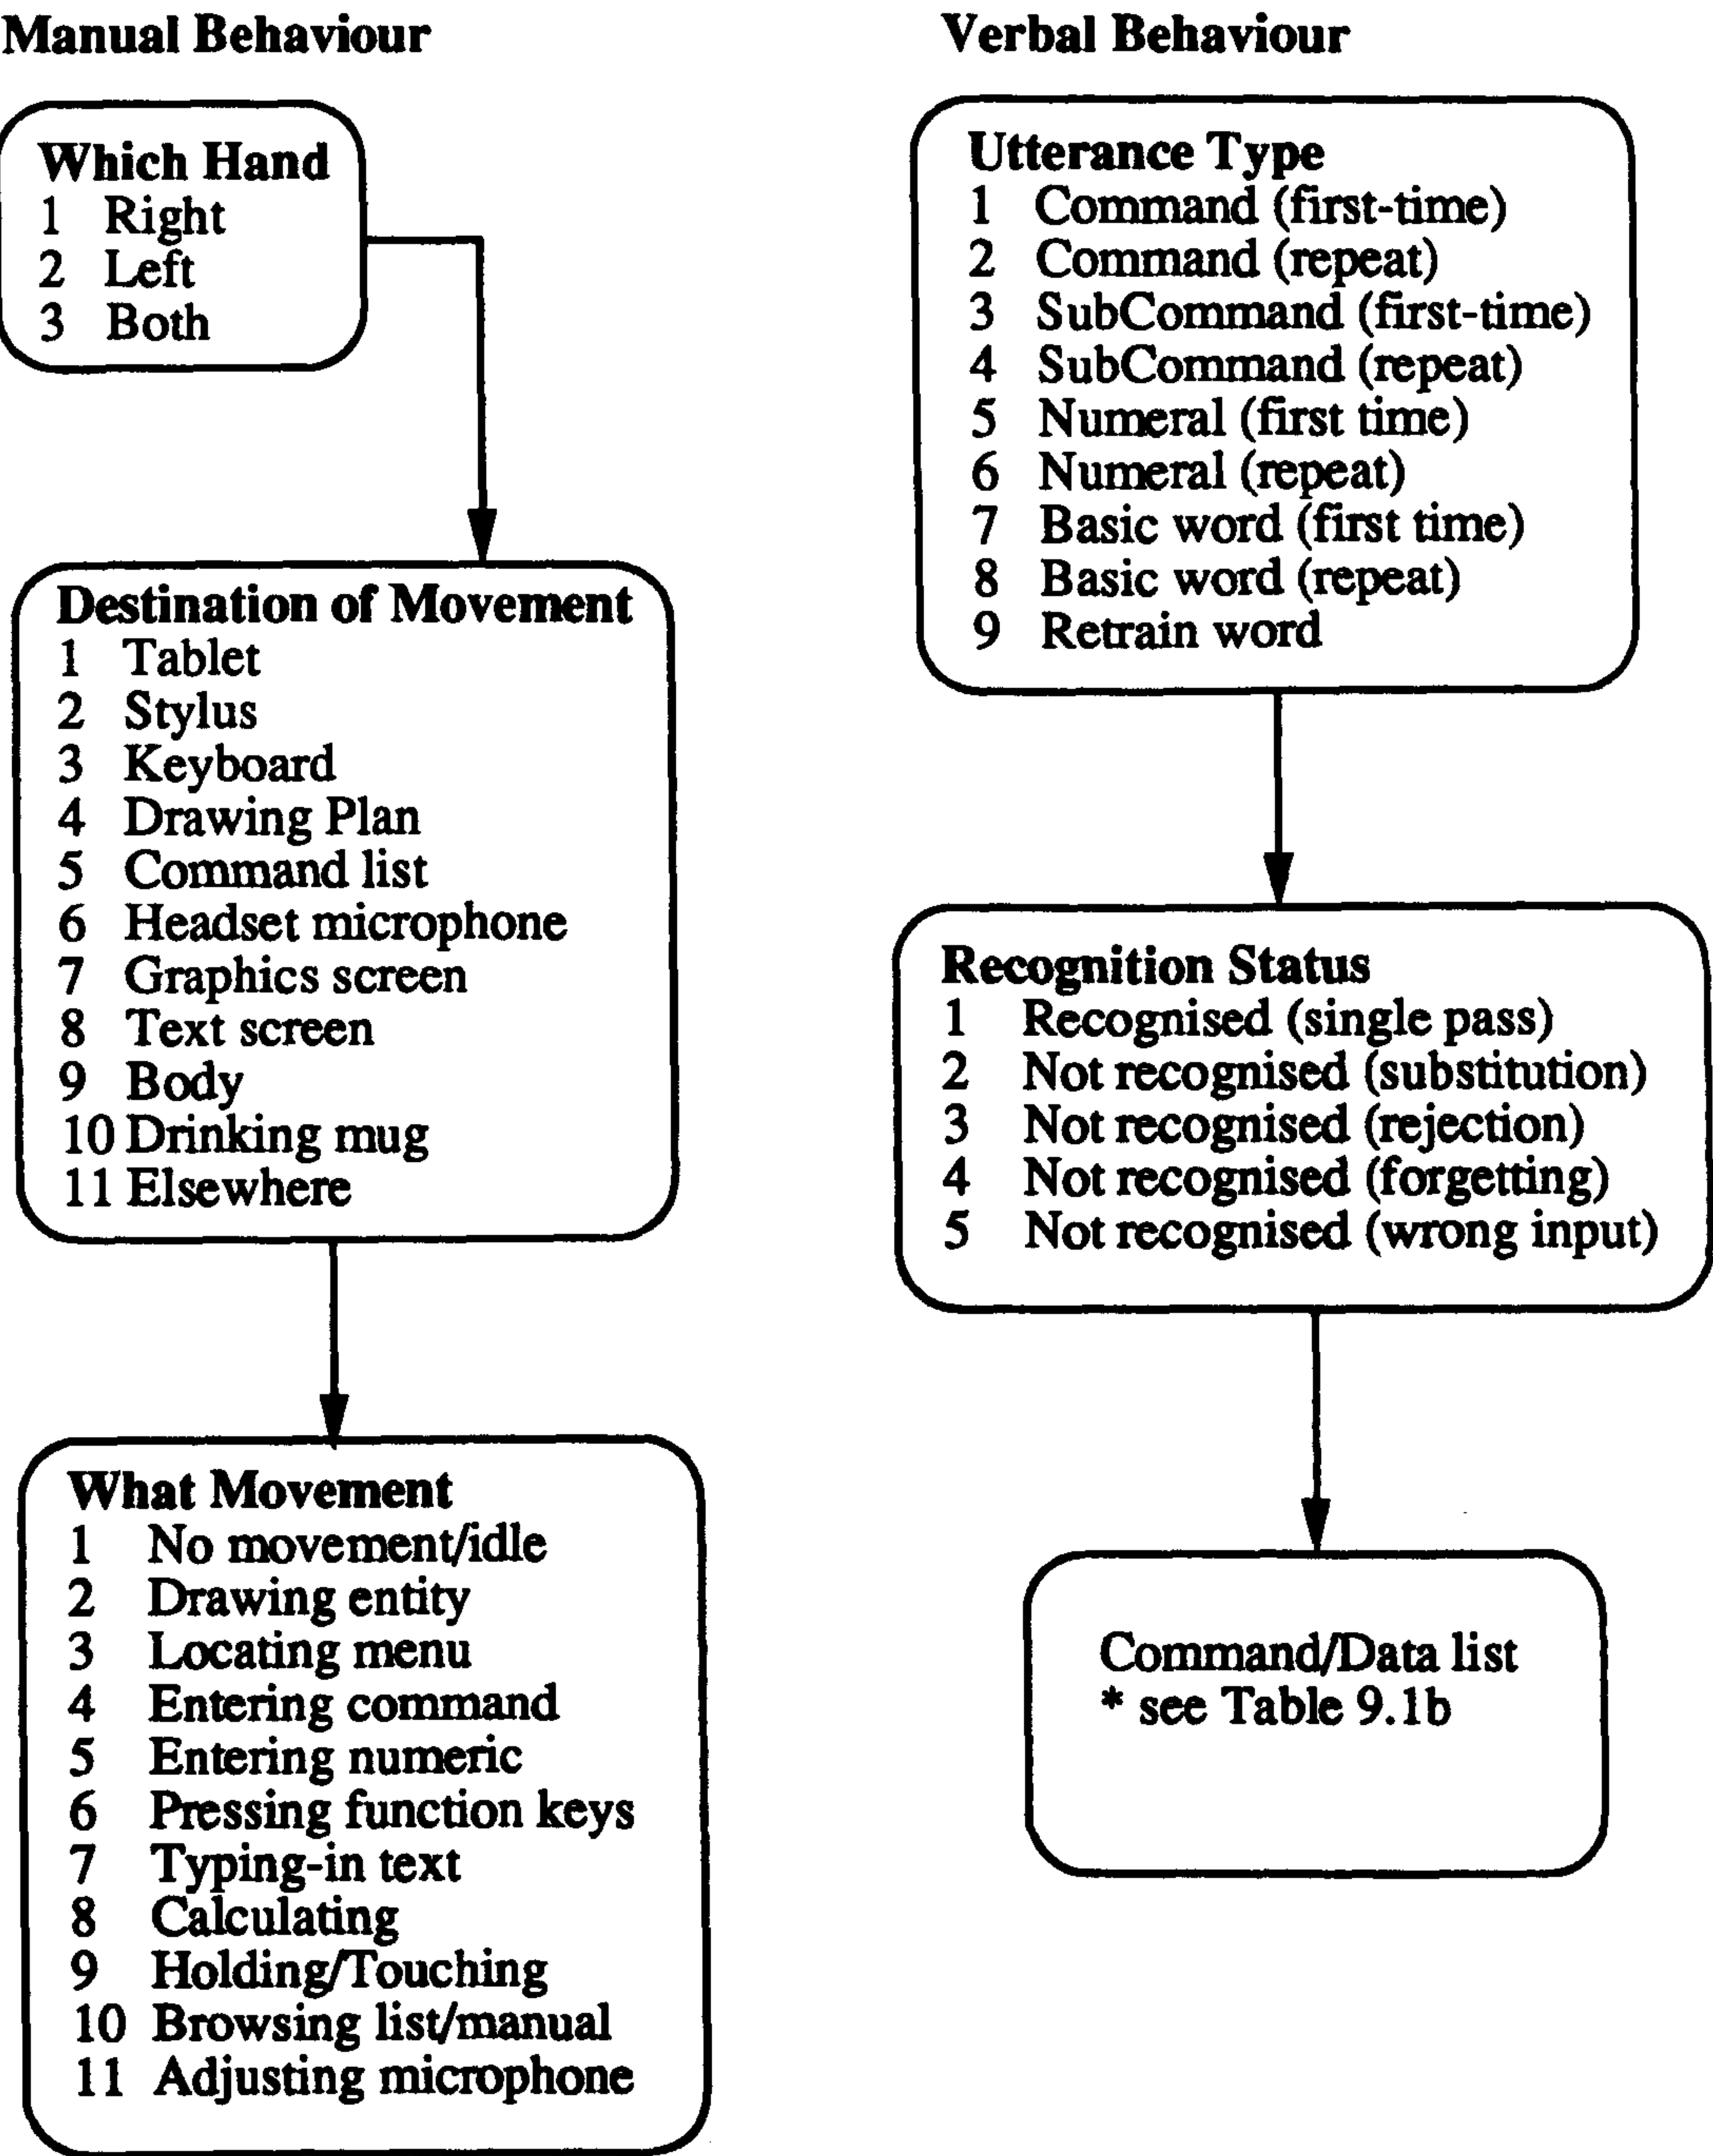 Manual Behaviour
Which Hand
1 Right
2 Left
3 Both
Destination of Movement
1 Tablet
2 Stylus
3 Keyboard
4 Drawing Plan
5 Command list
6 Headset microphone
7 Graphics screen
8 Text screen
9 Body
10 Drinking mug
11 Elsewhere
What Movement
1 No movement/idle
2 Drawing entity
3 Locating menu
4 Entering command
5 Entering numeric
6 Pressing function keys
7 Typing-in text
8 Calculating
9 Holding/Touching
10 Browsing list/manual
11 Adjusting microphone
Verbal Behaviour
Utterance Type
1 Command (first-time)
2 Command (repeat)
3 SubCommand (first-time)
4 SubCommand (repeat)
5 Numeral (first time)
6 Numeral (repeat)
7 Basic word (first time)
8 Basic word (repeat)
9 Retrain word
Recognition Status
1 Recognised (single pass)
2 Not recognised (substitution)
3 Not recognised (rejection)
4 Not recognised (forgetting)
5 Not recognised (wrong input)
Command/Data list
* see Table 9.1b